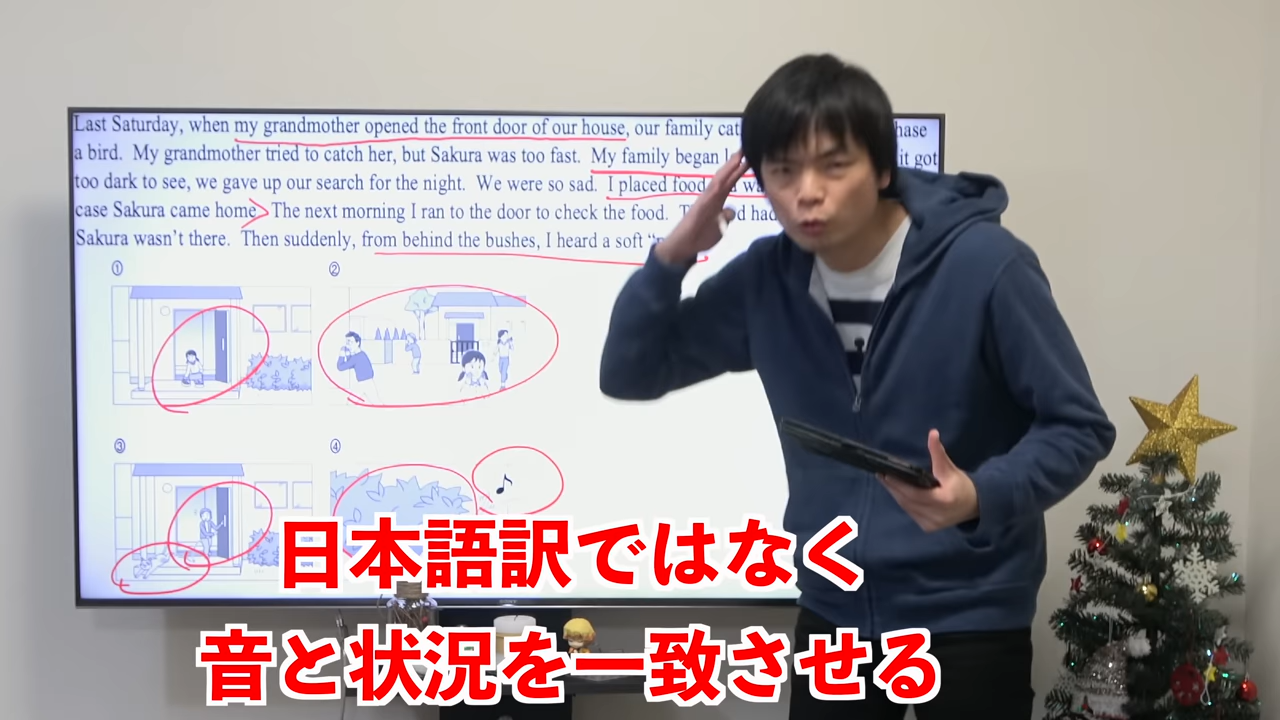 Last Saturday, when my grandmother opened the front door of our house, our family cat
a bird. My grandmother tried to catch her, but Sakura was too fast. My family began it got
too dark to see, we gave up our search for the night. We were so sad. I placed food
case Sakura came home. The next morning I ran to the door to check the food. had
Sakura wasn't there. Then suddenly, from behind the bushes, I heard a soft "
①
②
③
④
日本語訳ではなく
音と状況を一致させる